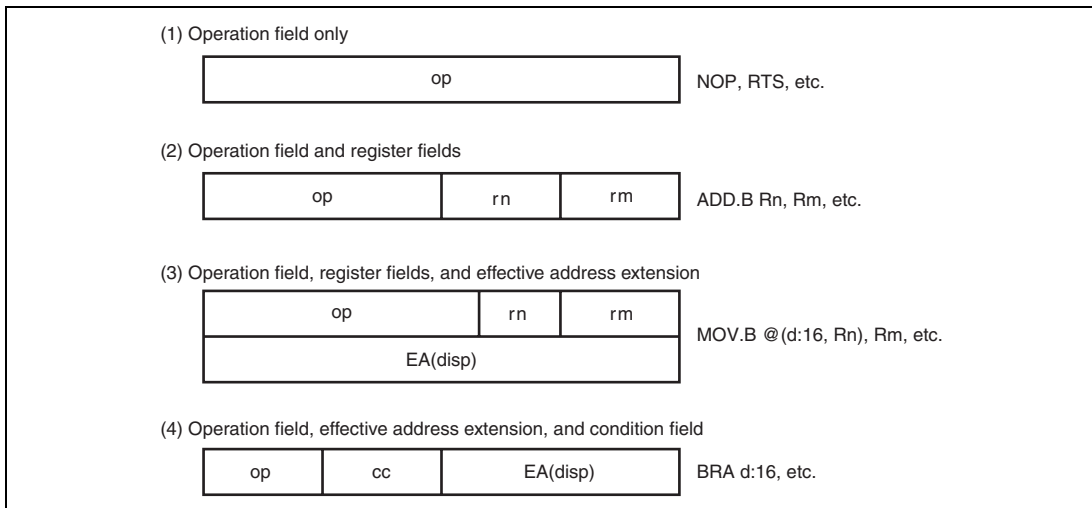 (1) Operation field only
op
NOP, RTS, etc.
(2) Operation field and register fields
op rn rm
ADD.B Rn, Rm, etc.
(3) Operation field, register fields, and effective address extension
op rn rm
MOV.B @(d:16, Rn), Rm, etc.
EA(disp)
(4) Operation field, effective address extension, and condition field
op cc EA(disp)
BRA d:16, etc.